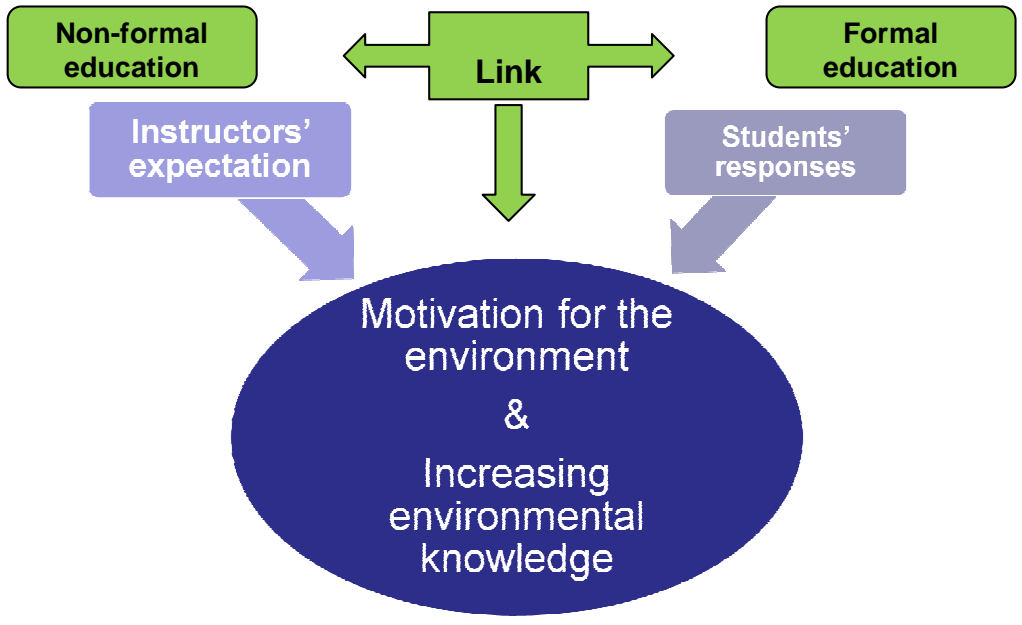 Non-formal
education
Link
Formal
education
Instructors’
expectation
Students’
responses
Motivation for the
environment
&
Increasing
environmental
knowledge